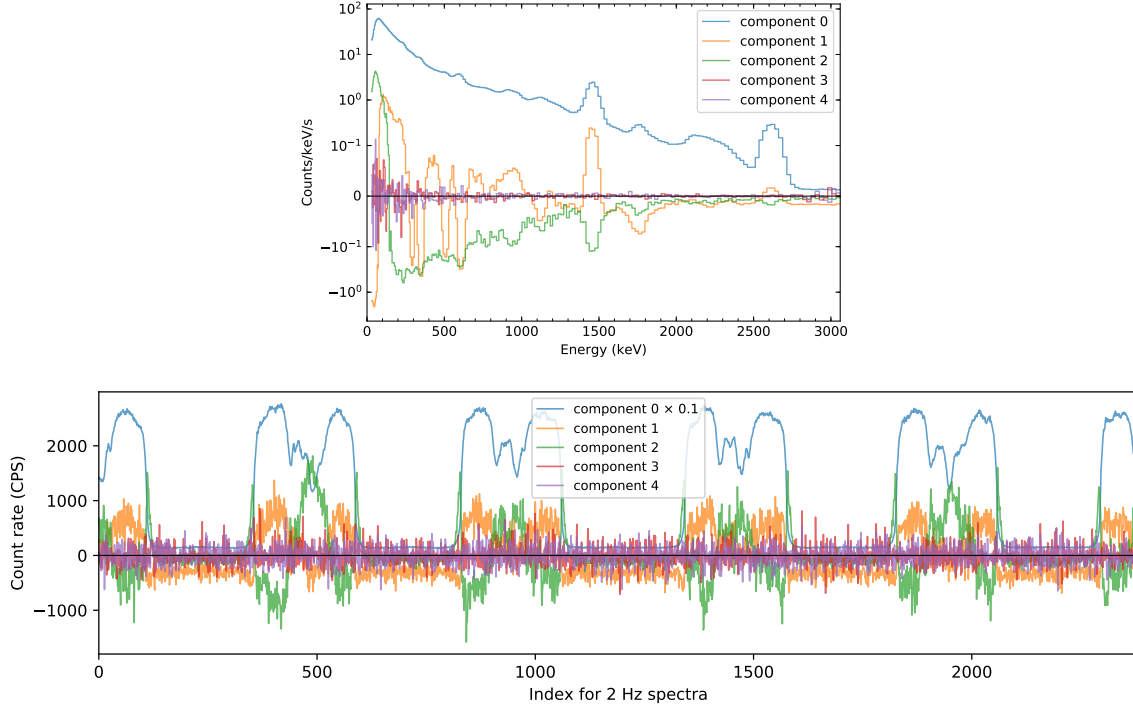 10²
10¹
10⁰
10⁻¹
0
−10⁻¹
−10⁰
Counts/keV/s
component 0
component 1
component 2
component 3
component 4
0 500 1000 1500 2000 2500 3000
Energy (keV)
2000
1000
0
−1000
Count rate (CPS)
component 0 × 0.1
component 1
component 2
component 3
component 4
0 500 1000 1500 2000
Index for 2 Hz spectra